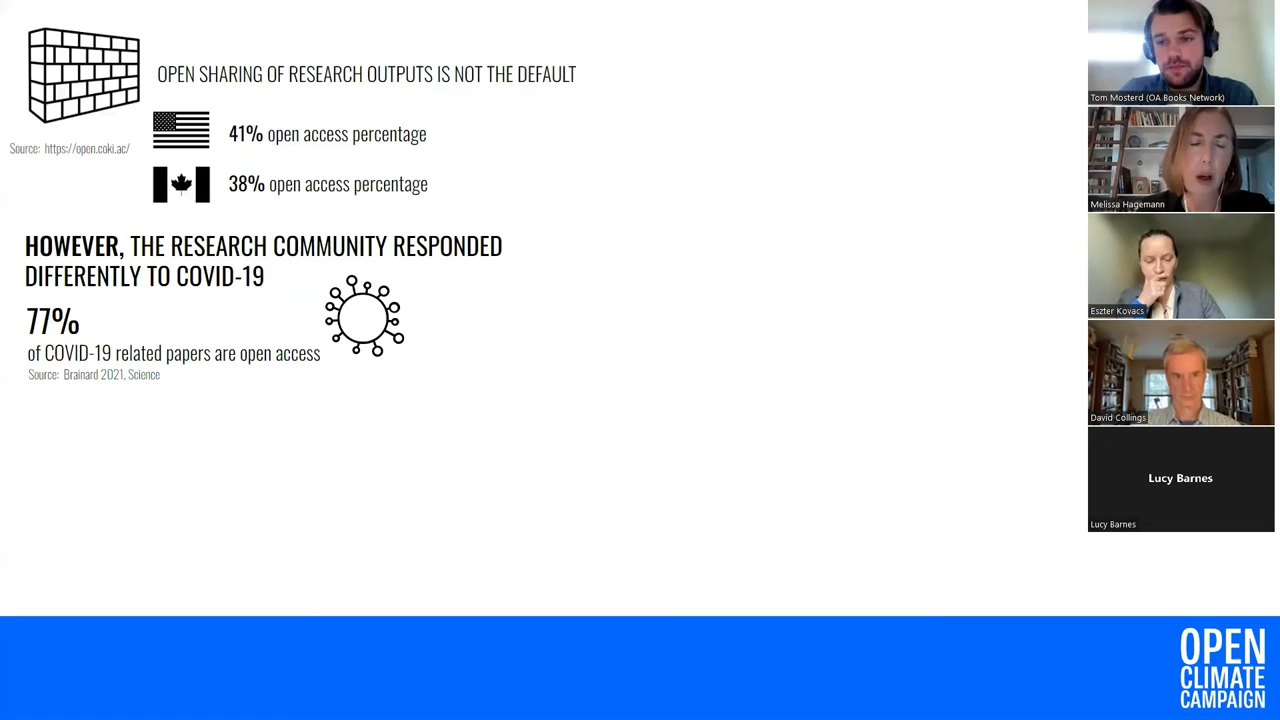 OPEN SHARING OF RESEARCH OUTPUTS IS NOT THE DEFAULT
41% open access percentage
Source: https://open.coki.ac/
38% open access percentage
HOWEVER, THE RESEARCH COMMUNITY RESPONDED
DIFFERENTLY TO COVID-19
77%
of COVID-19 related papers are open access
Source: Brainard 2021, Science
Tom Mosterd (OA Books Network)
Melissa Hagemann
Eszter Kovacs
David Collings
Lucy Barnes
Lucy Barnes
OPEN
CLIMATE
CAMPAIGN